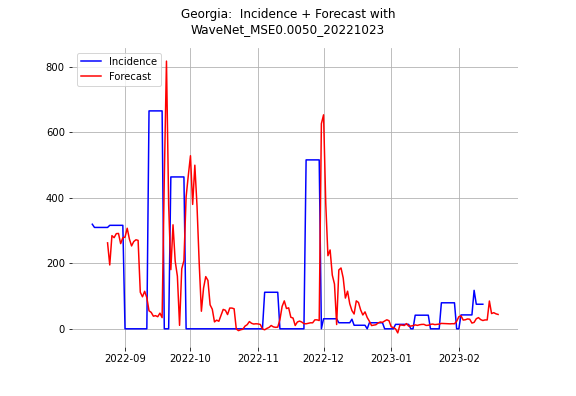 Georgia:  Incidence + Forecast with
WaveNet_MSE0.0050_20221023
Incidence
Forecast
800
600
400
200
0
2022-09
2022-10
2022-11
2022-12
2023-01
2023-02